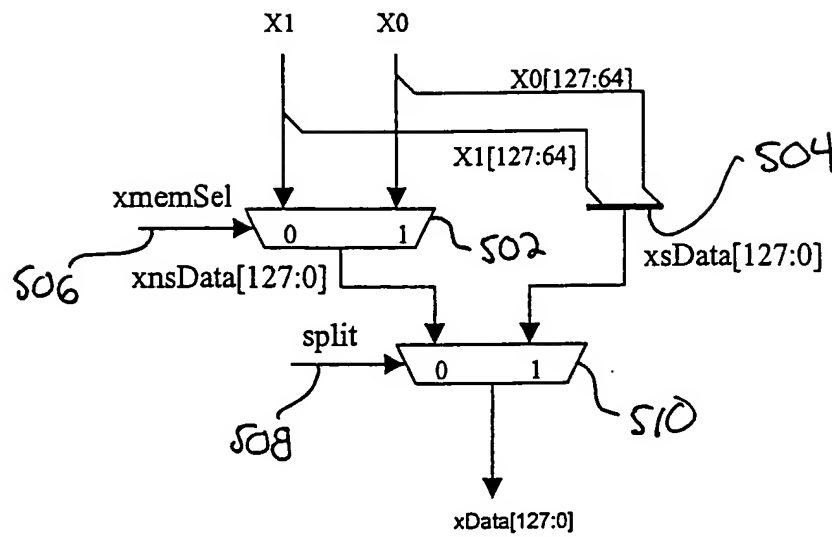 X1 X0
X0[127:64]
X1[127:64]
504
xmemSel
0 1
502
506
xnsData[127:0]
xsData[127:0]
split
0 1
508
510
xData[127:0]